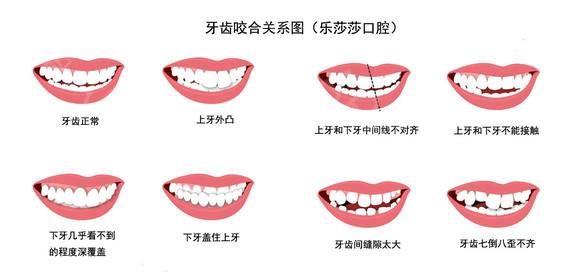 牙齿咬合关系图（乐莎莎口腔）
牙齿正常
上牙外凸
上牙和下牙中间线不对齐
上牙和下牙不能接触
下牙几乎看不到
的程度深覆盖
下牙盖住上牙
牙齿间缝隙太大
牙齿七倒八歪不齐